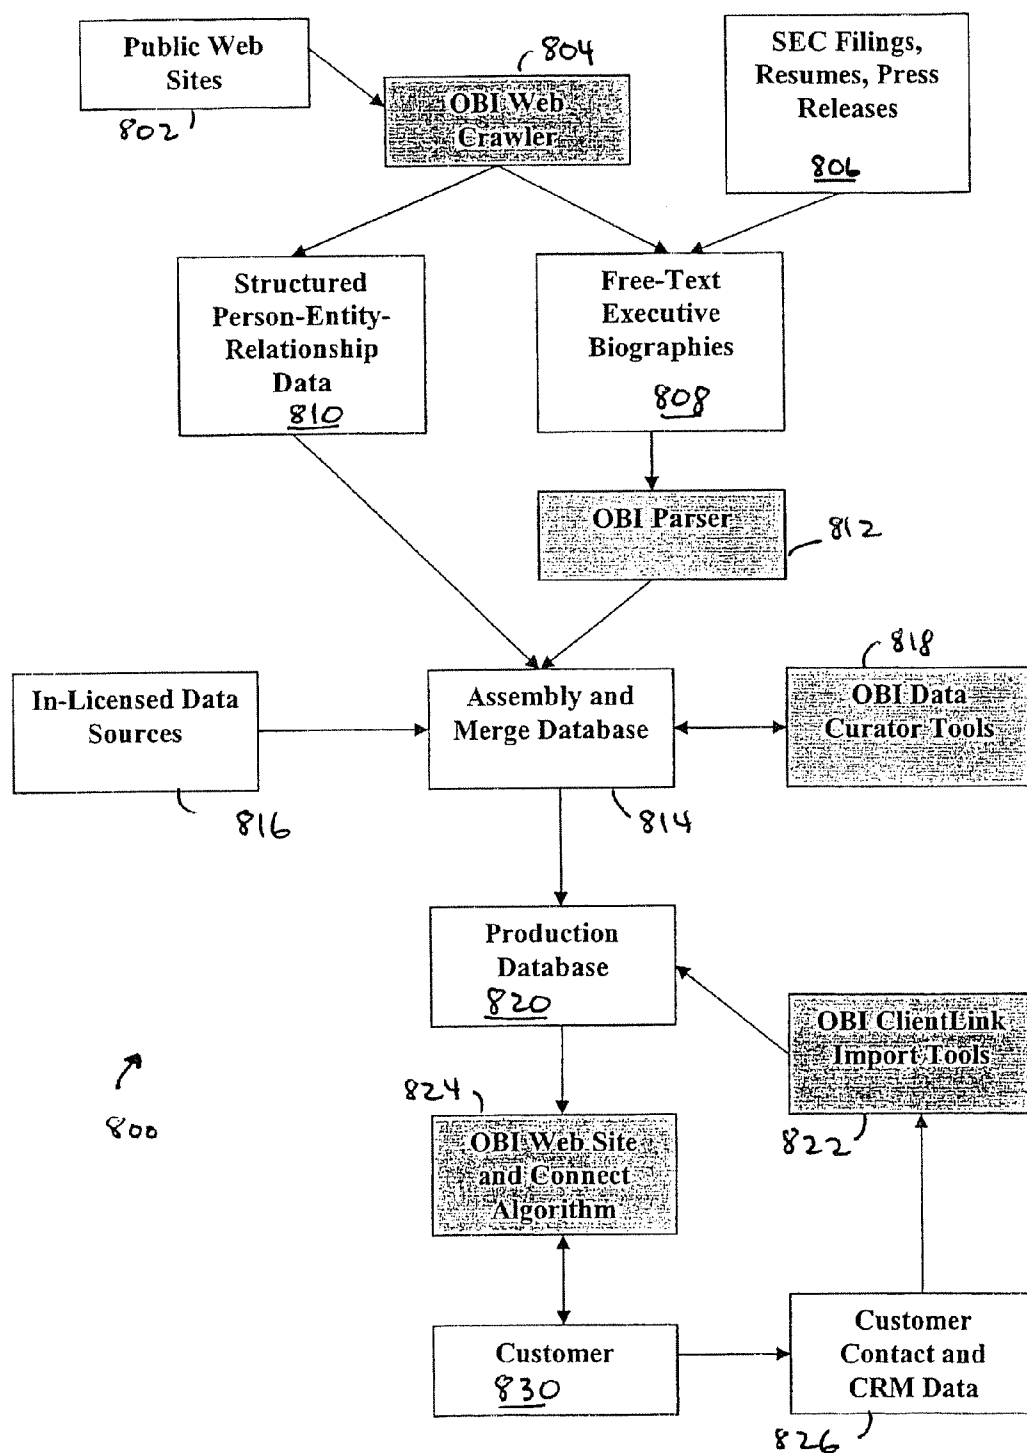 Public Web
Sites
802
804
OBI Web
Crawler
SEC Filings,
Resumes, Press
Releases
806
Structured
Person-Entity-
Relationship
Data
810
Free-Text
Executive
Biographies
808
OBI Parser
812
In-Licensed Data
Sources
816
Assembly and
Merge Database
814
818
OBI Data
Curator Tools
Production
Database
820
OBI ClientLink
Import Tools
822
800
824
OBI Web Site
and Connect
Algorithm
Customer
830
Customer
Contact and
CRM Data
826